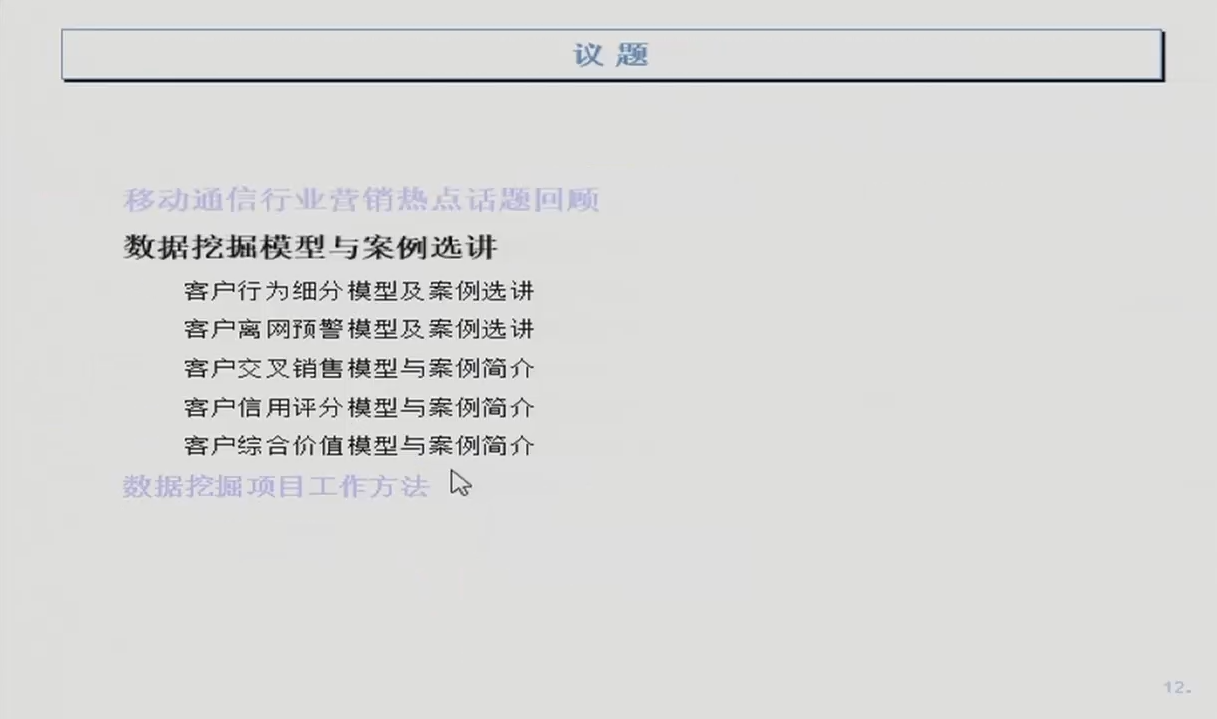 议 题
移动通信行业营销热点话题回顾
数据挖掘模型与案例选讲
客户行为细分模型及案例选讲
客户离网预警模型及案例选讲
客户交叉销售模型与案例简介
客户信用评分模型与案例简介
客户综合价值模型与案例简介
数据挖掘项目工作方法
12.